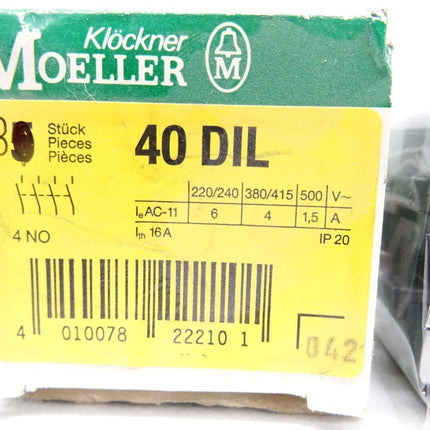 Klöckner
MOELLER
M
Stück
Pieces
Pièces
40 DIL
220/240 380/415 500 V~
Ie AC-11 6 4 1,5 A
4 NO
Ith 16A
IP 20
4 010078 22210 1
042